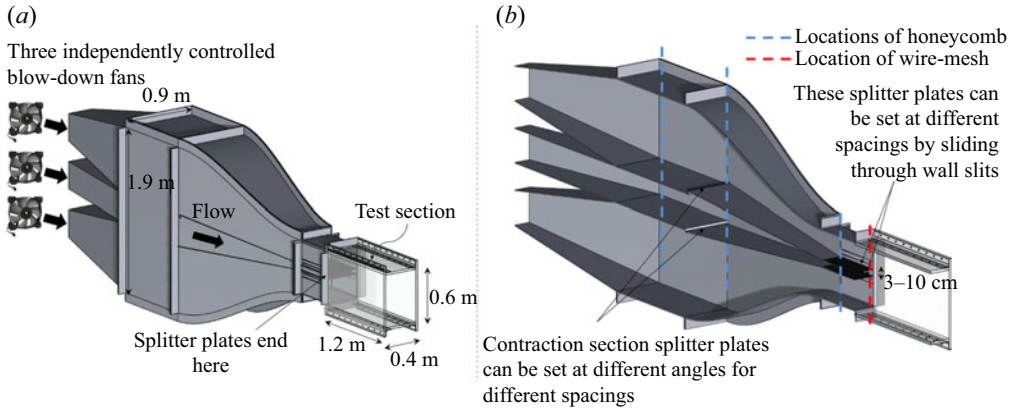 (a)
Three independently controlled
blow-down fans
0.9 m
1.9 m
Flow
Test section
0.6 m
Splitter plates end
here
1.2 m
0.4 m
(b)
Locations of honeycomb
Location of wire-mesh
These splitter plates can
be set at different
spacings by sliding
through wall slits
3–10 cm
Contraction section splitter plates
can be set at different angles for
different spacings